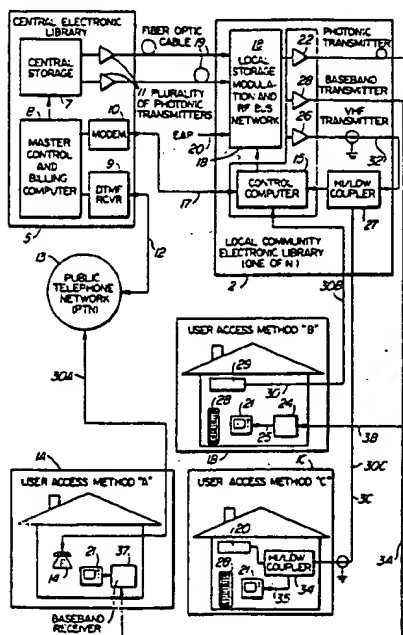 CENTRAL ELECTRONIC LIBRARY
FIBER OPTIC CABLE
19
22
PHOTONIC TRANSMITTER
CENTRAL STORAGE
7
11
PLURALITY OF PHOTONIC TRANSMITTERS
12
LOCAL STORAGE MODULATION AND RF BUS NETWORK
28
BASEBAND TRANSMITTER
VHF TRANSMITTER
26
8
10
MASTER CONTROL AND BILLING COMPUTER
MODEM
EAP
20
18
32
9
DTMF RCVR
15
CONTROL COMPUTER
HI/LOW COUPLER
17
27
5
12
LOCAL COMMUNITY ELECTRONIC LIBRARY (ONE OF N)
2
13
PUBLIC TELEPHONE NETWORK (PTN)
30B
30A
USER ACCESS METHOD "B"
29
30
28
21
24
25
1B
3B
30C
1A
USER ACCESS METHOD "A"
1C
USER ACCESS METHOD "C"
3C
20
14
21
37
28
21
HI/LOW COUPLER
35
34
3A
BASEBAND RECEIVER